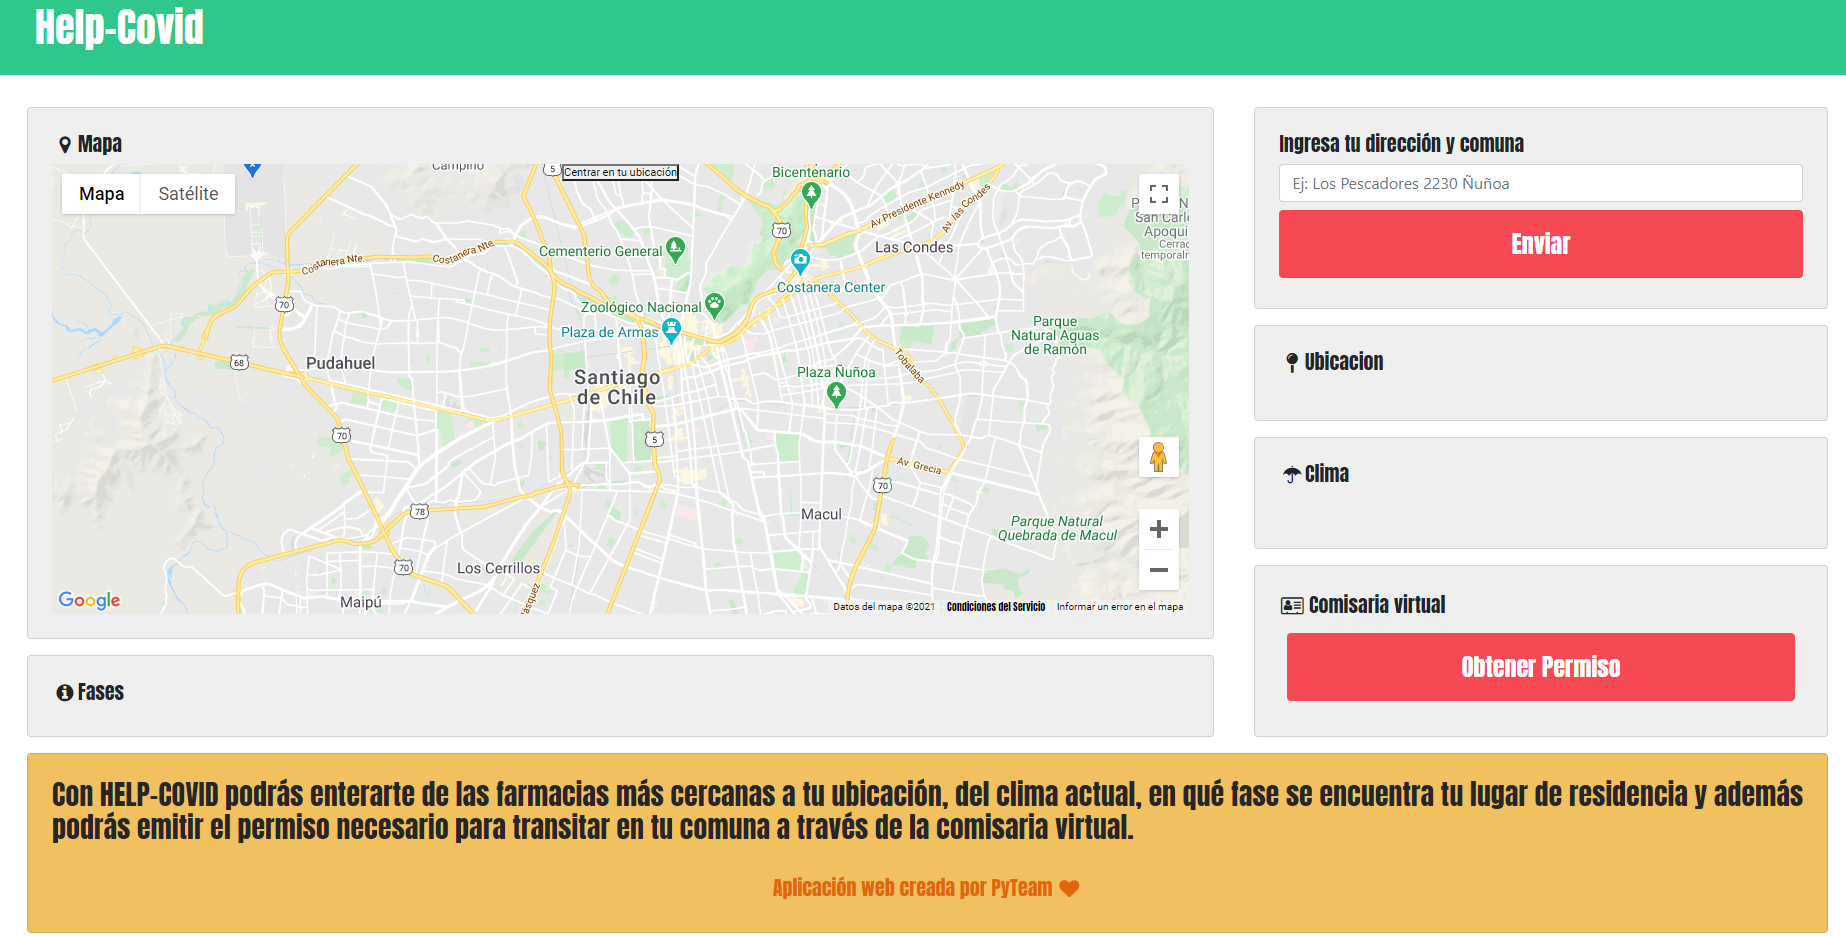 Help-Covid
Mapa
Mapa
Satélite
Campino
5
Centrar en tu ubicación
Bicentenario
Av Presidente Kennedy
Av. las Condes
70
Las Condes
San Carl
Apoqui
Cerrad
temporalm
Costanera Nte.
Costanera Nte
Cementerio General
Costanera Center
70
Zoológico Nacional
Plaza de Armas
Parque
Natural Aguas
de Ramón
68
Pudahuel
Tobalaba
Plaza Ñuñoa
Santiago
de Chile
70
5
Av. Grecia
70
78
Macul
Parque Natural
Quebrada de Macul
70
Los Cerrillos
Maipú
Google
Datos del mapa ©2021
Condiciones del Servicio
Informar un error en el mapa
Fases
Ingresa tu dirección y comuna
Ej: Los Pescadores 2230 Ñuñoa
Enviar
Ubicacion
Clima
Comisaria virtual
Obtener Permiso
Con HELP-COVID podrás enterarte de las farmacias más cercanas a tu ubicación, del clima actual, en qué fase se encuentra tu lugar de residencia y además
podrás emitir el permiso necesario para transitar en tu comuna a través de la comisaria virtual.
Aplicación web creada por PyTeam